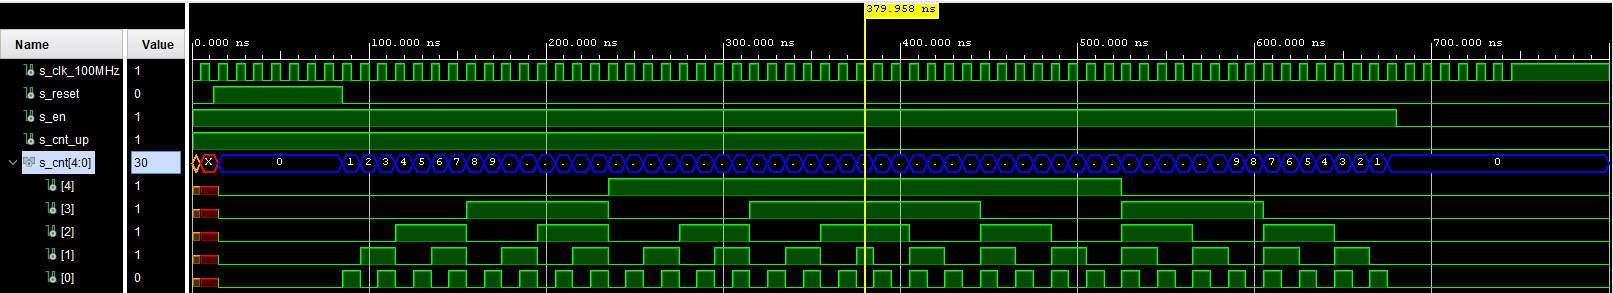 379.958 ns
Name Value
0.000 ns 100.000 ns 200.000 ns 300.000 ns 400.000 ns 500.000 ns 600.000 ns 700.000 ns
s_clk_100MHz 1
s_reset 0
s_en 1
s_cnt_up 1
s_cnt[4:0] 30 X 0 1 2 3 4 5 6 7 8 9 . . . . . . . . . . . . . . . . . . . . . . . . . . . . . . . . . . . . . . . . . 9 8 7 6 5 4 3 2 1 0
[4] 1
[3] 1
[2] 1
[1] 1
[0] 0